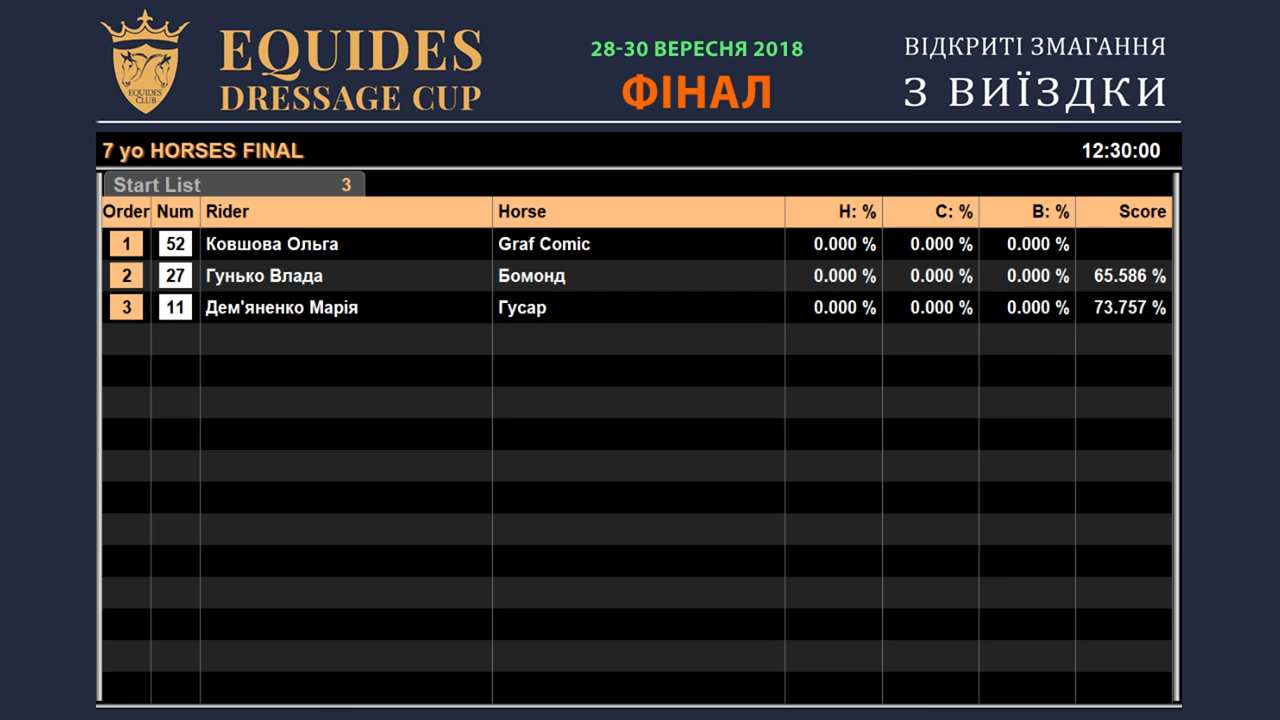 EQUIDES
DRESSAGE CUP
EQUIDES
CLUB
28-30 ВЕРЕСНЯ 2018
ФІНАЛ
ВІДКРИТІ ЗМАГАННЯ
З ВИЇЗДКИ
7 yo HORSES FINAL 12:30:00
Start List 3
Order Num Rider Horse H: % C: % B: % Score
1 52 Ковшова Ольга Graf Comic 0.000 % 0.000 % 0.000 %
2 27 Гунько Влада Бомонд 0.000 % 0.000 % 0.000 % 65.586 %
3 11 Дем'яненко Марія Гусар 0.000 % 0.000 % 0.000 % 73.757 %